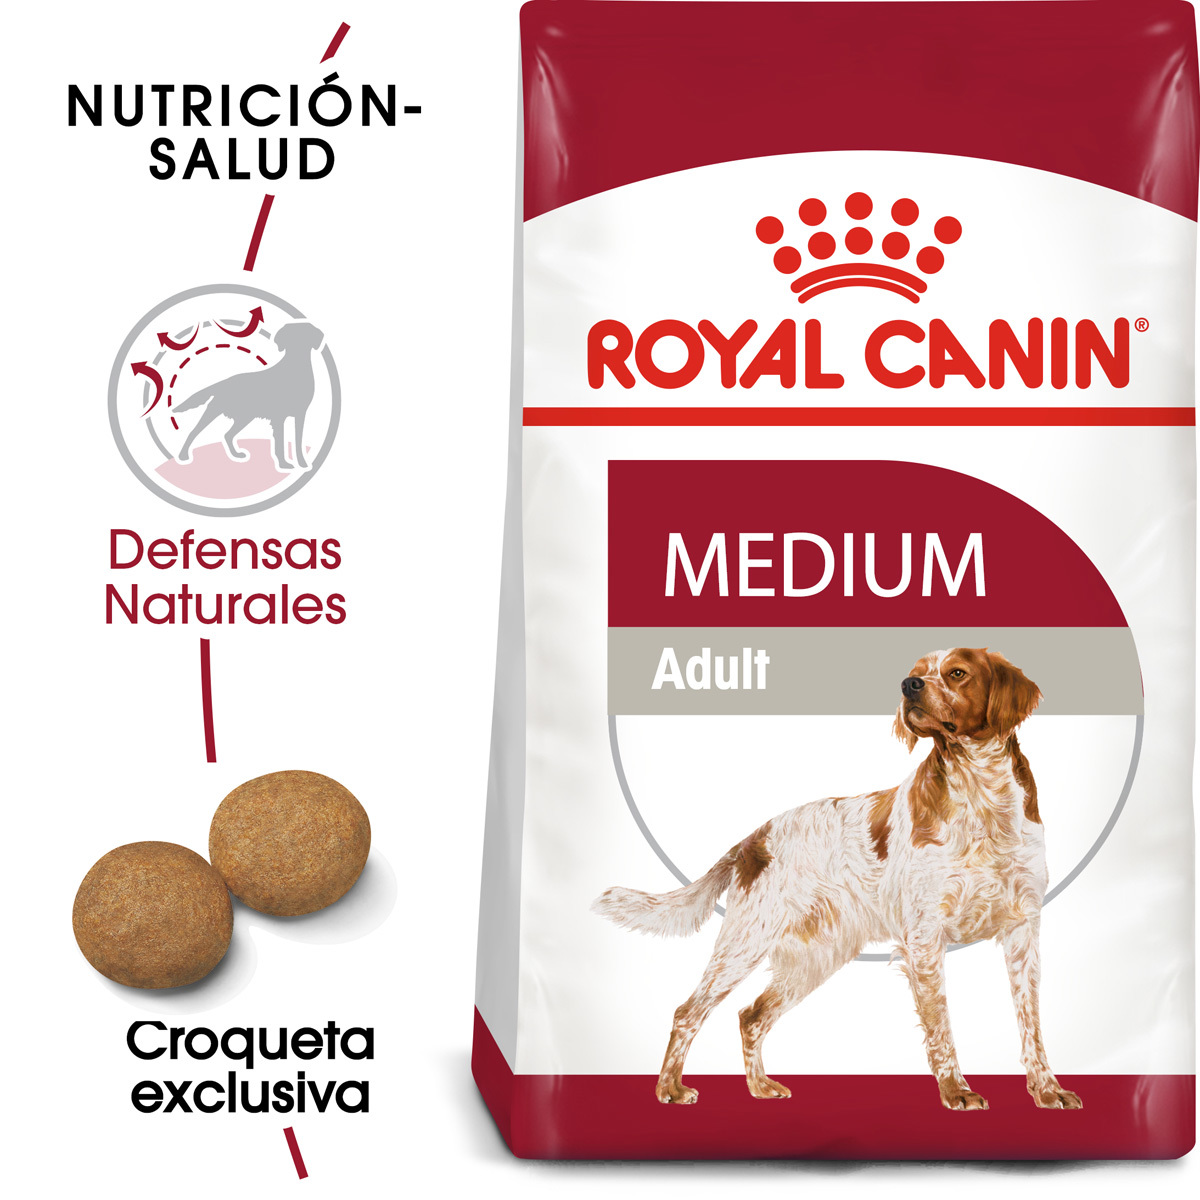 NUTRICIÓN-
SALUD
Defensas
Naturales
Croqueta
exclusiva
ROYAL CANIN®
MEDIUM
Adult